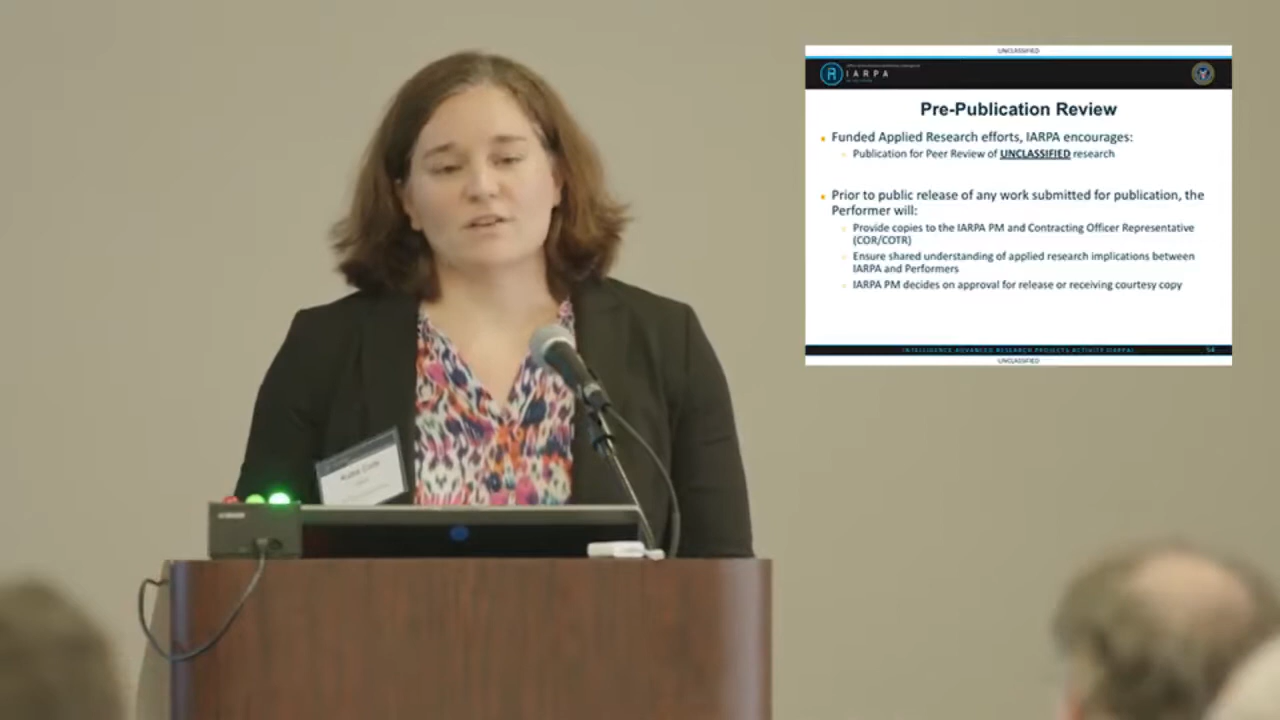 UNCLASSIFIED
IARPA
Pre-Publication Review
Funded Applied Research efforts, IARPA encourages:
Publication for Peer Review of UNCLASSIFIED research
Prior to public release of any work submitted for publication, the
Performer will:
Provide copies to the IARPA PM and Contracting Officer Representative
(COR/COTR)
Ensure shared understanding of applied research implications between
IARPA and Performers
IARPA PM decides on approval for release or receiving courtesy copy
INTELLIGENCE ADVANCED RESEARCH PROJECTS ACTIVITY (IARPA)
54
UNCLASSIFIED